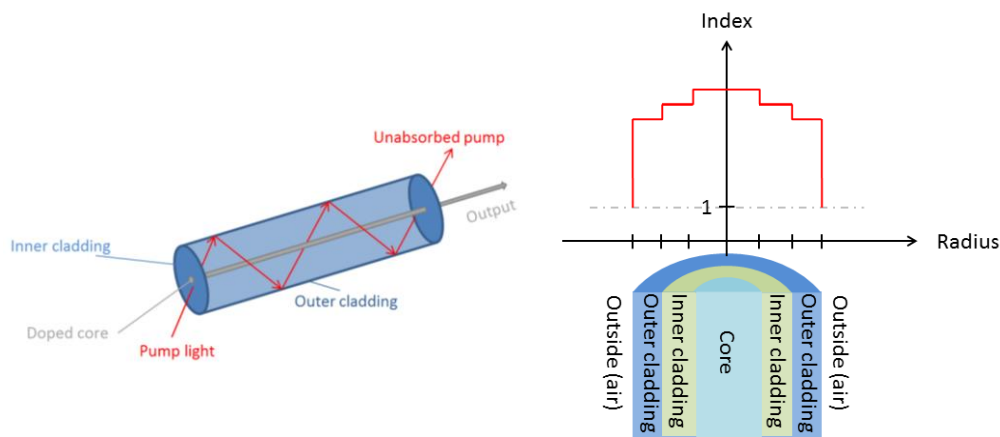 Unabsorbed pump
Output
Inner cladding
Outer cladding
Doped core
Pump light
Index
1
Radius
Outside (air)
Outer cladding
Inner cladding
Core
Inner cladding
Outer cladding
Outside (air)